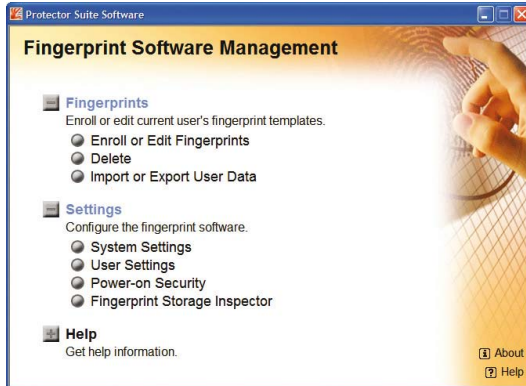 Protector Suite Software
Fingerprint Software Management
Fingerprints
Enroll or edit current user's fingerprint templates.
Enroll or Edit Fingerprints
Delete
Import or Export User Data
Settings
Configure the fingerprint software.
System Settings
User Settings
Power-on Security
Fingerprint Storage Inspector
Help
Get help information.
About
Help